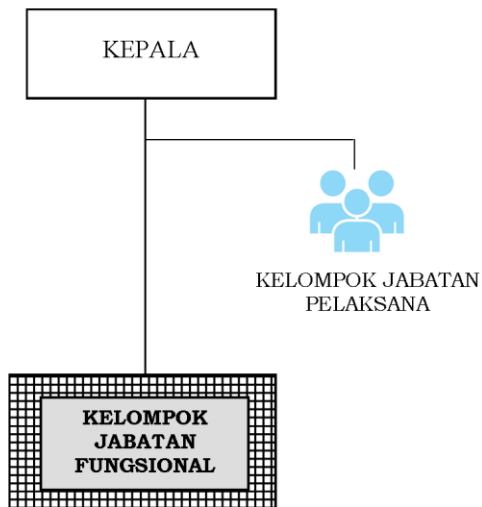 KEPALA
KELOMPOK JABATAN
PELAKSANA
KELOMPOK
JABATAN
FUNGSIONAL